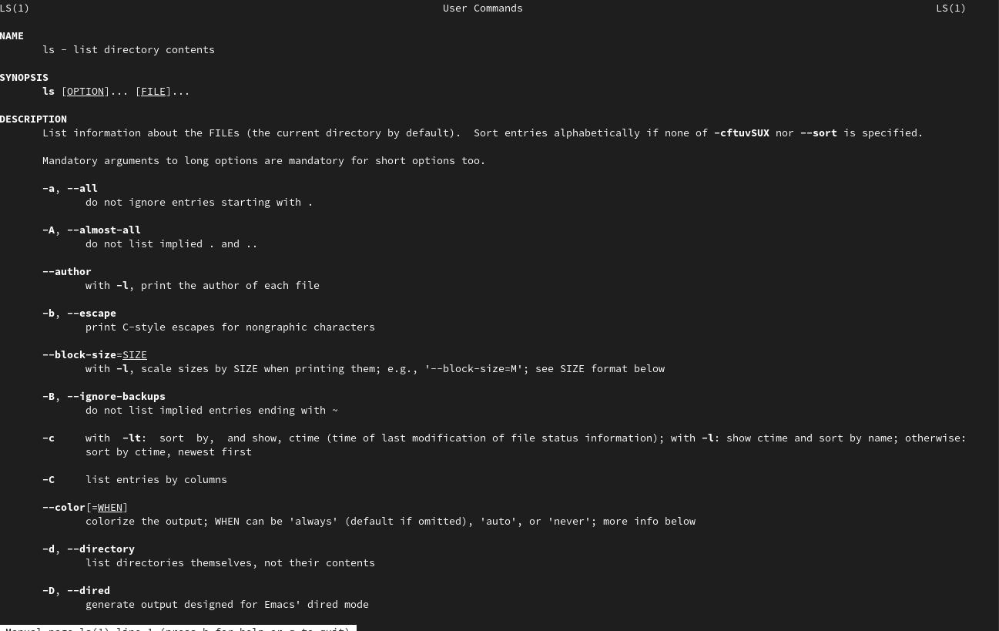 LS(1) User Commands LS(1)
NAME
ls - list directory contents
SYNOPSIS
ls [OPTION]... [FILE]...
DESCRIPTION
List information about the FILEs (the current directory by default).  Sort entries alphabetically if none of -cftuvSUX nor --sort is specified.
Mandatory arguments to long options are mandatory for short options too.
-a, --all
do not ignore entries starting with .
-A, --almost-all
do not list implied . and ..
--author
with -l, print the author of each file
-b, --escape
print C-style escapes for nongraphic characters
--block-size=SIZE
with -l, scale sizes by SIZE when printing them; e.g., '--block-size=M'; see SIZE format below
-B, --ignore-backups
do not list implied entries ending with ~
-c     with  -lt:  sort  by,  and show, ctime (time of last modification of file status information); with -l: show ctime and sort by name; otherwise:
sort by ctime, newest first
-C     list entries by columns
--color[=WHEN]
colorize the output; WHEN can be 'always' (default if omitted), 'auto', or 'never'; more info below
-d, --directory
list directories themselves, not their contents
-D, --dired
generate output designed for Emacs' dired mode
Manual page ls(1) line 1 (press h for help or q to quit)